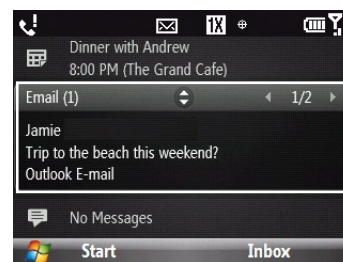 1X
Dinner with Andrew
8:00 PM (The Grand Cafe)
Email (1)
1/2
Jamie
Trip to the beach this weekend?
Outlook E-mail
No Messages
Start
Inbox